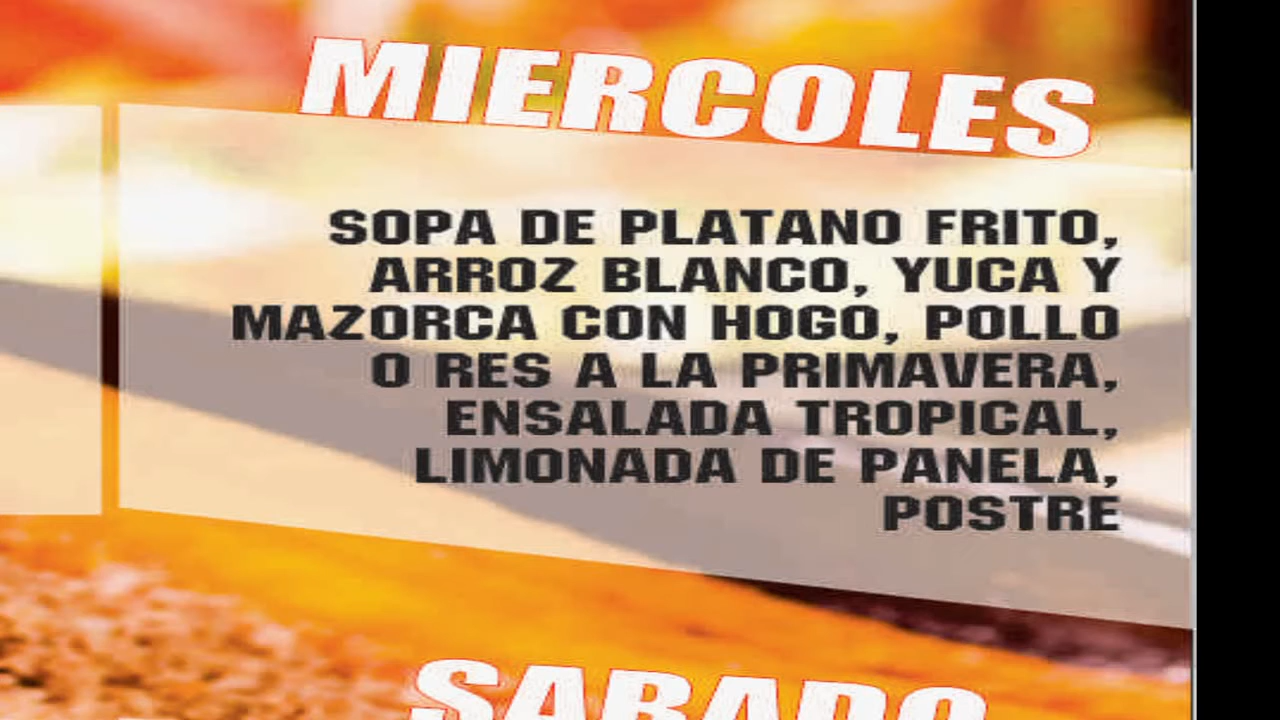 MIERCOLES
SOPA DE PLATANO FRITO,
ARROZ BLANCO, YUCA Y
MAZORCA CON HOGO, POLLO
O RES A LA PRIMAVERA,
ENSALADA TROPICAL,
LIMONADA DE PANELA,
POSTRE
SABADO